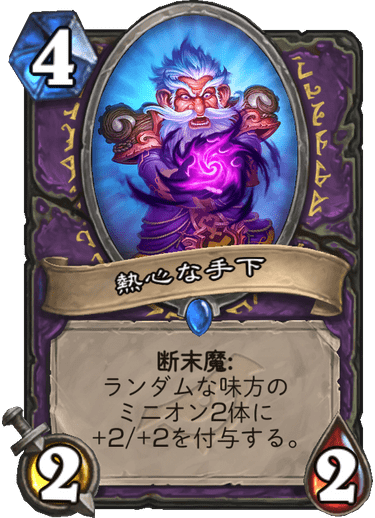 4
熱心な手下
断末魔:
ランダムな味方の
ミニオン2体に
+2/+2を付与する。
2
2